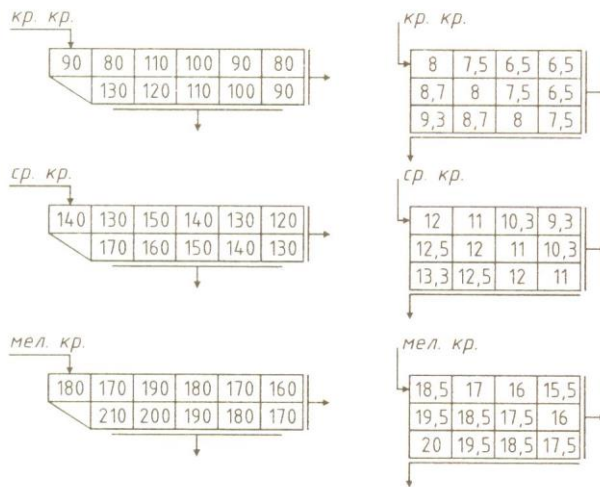 кр. кр.
90 80 110 100 90 80
130 120 110 100 90
кр. кр.
8 7,5 6,5 6,5
8,7 8 7,5 6,5
9,3 8,7 8 7,5
ср. кр.
140 130 150 140 130 120
170 160 150 140 130
ср. кр.
12 11 10,3 9,3
12,5 12 11 10,3
13,3 12,5 12 11
мел. кр.
180 170 190 180 170 160
210 200 190 180 170
мел. кр.
18,5 17 16 15,5
19,5 18,5 17,5 16
20 19,5 18,5 17,5